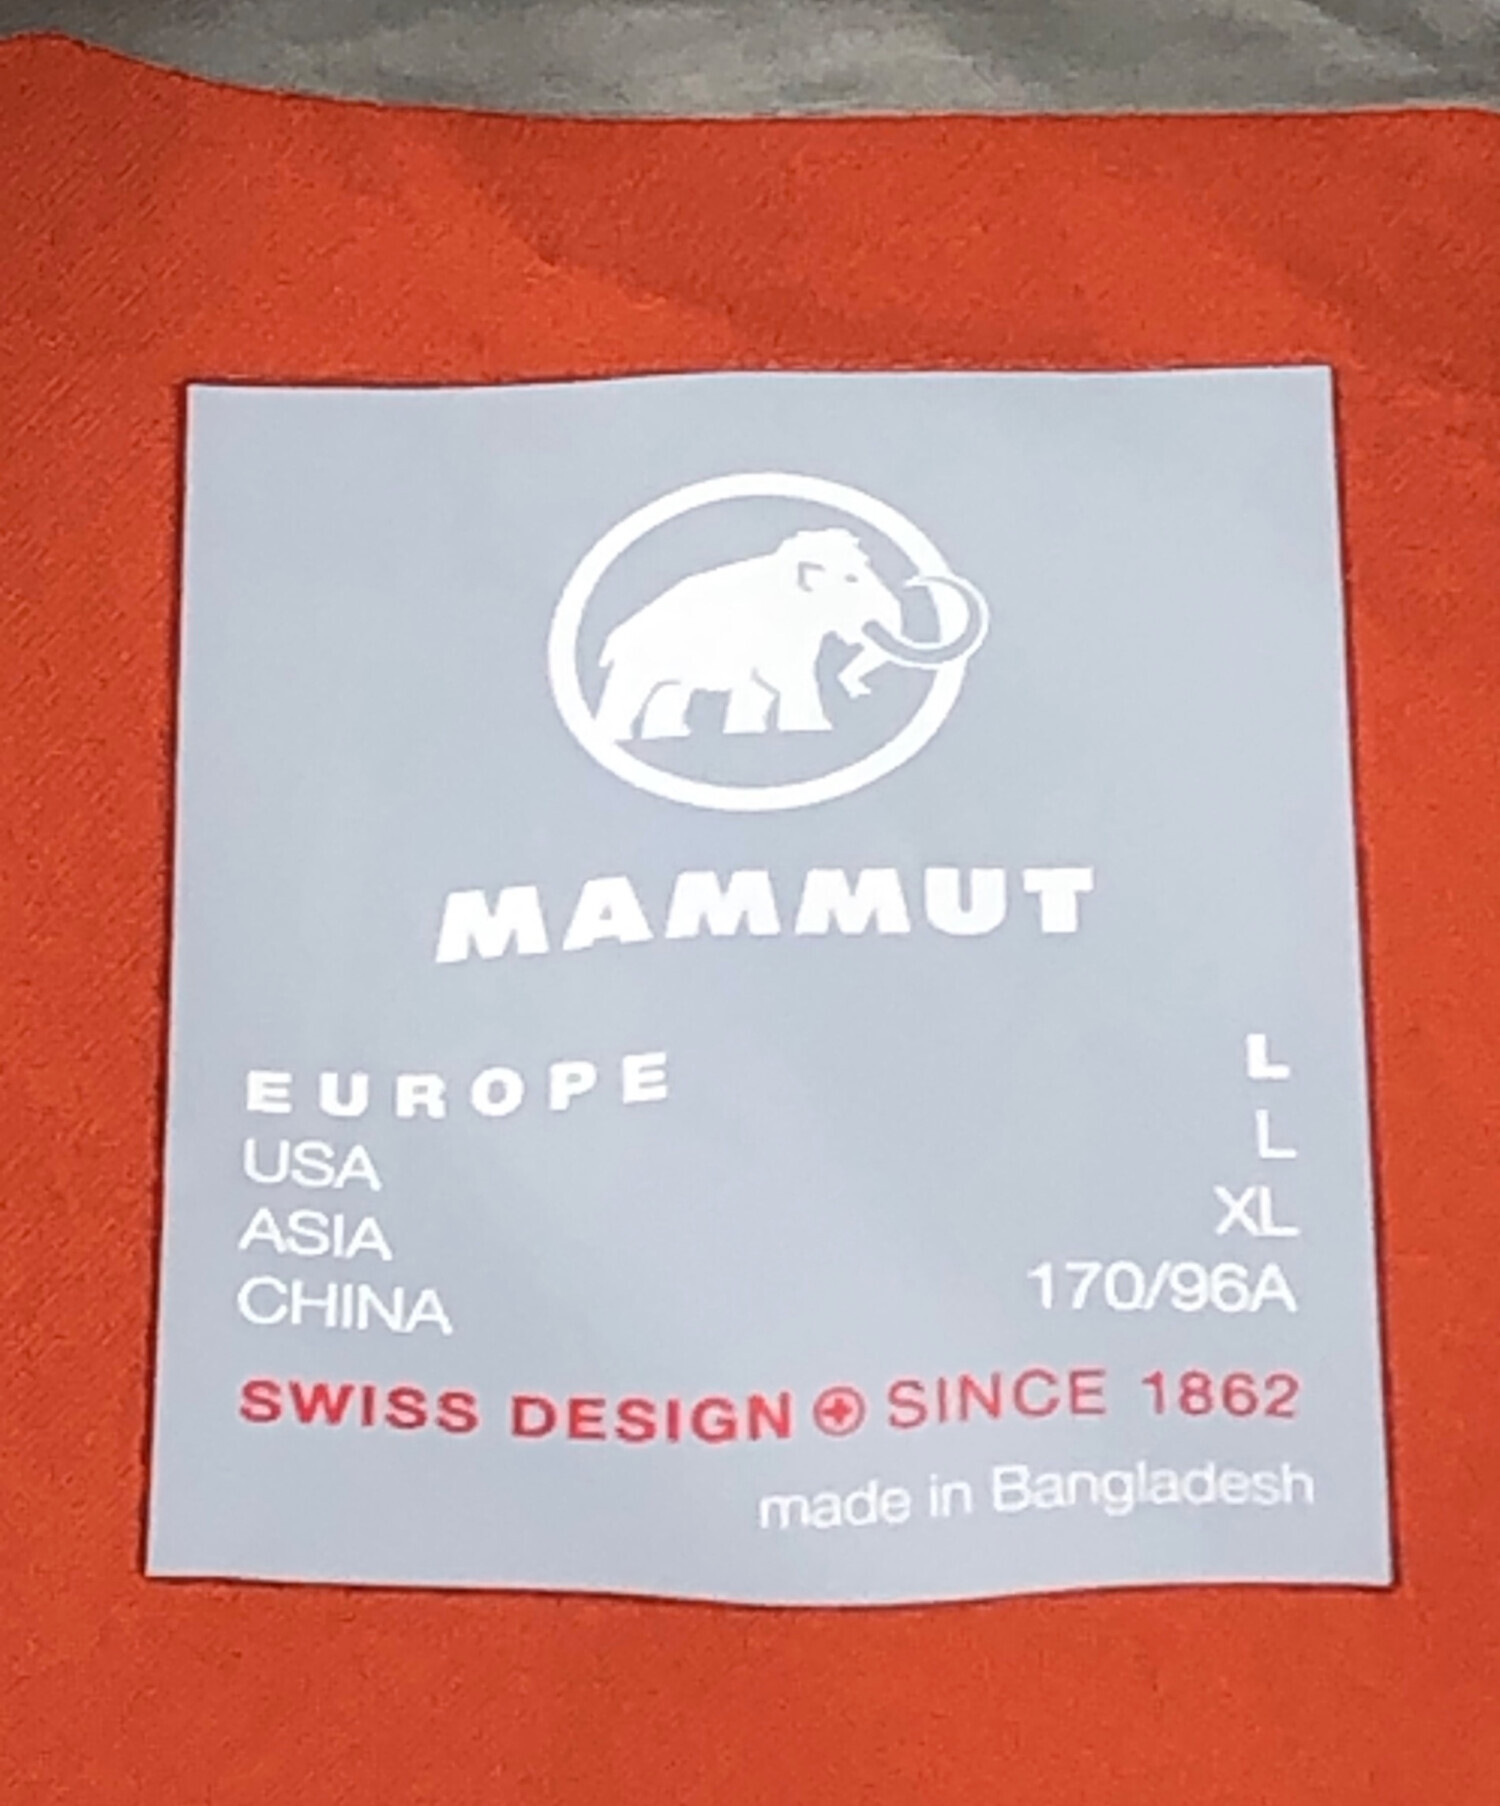 MAMMUT
EUROPE L
USA L
ASIA XL
CHINA 170/96A
SWISS DESIGN SINCE 1862
made in Bangladesh